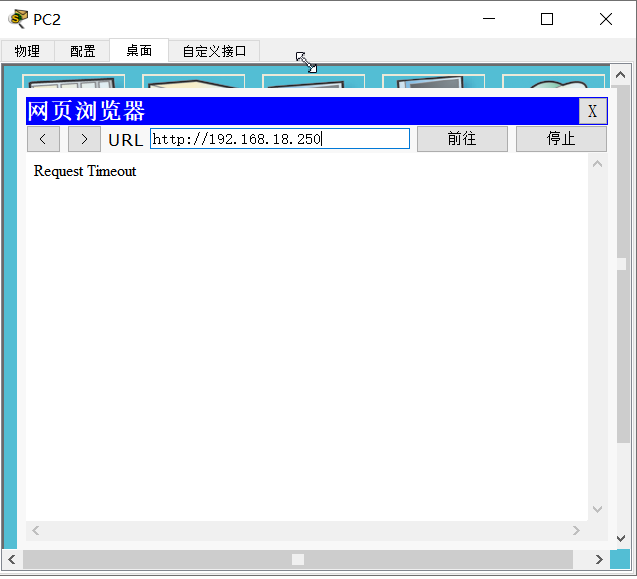 PC2
物理 配置 桌面 自定义接口
网页浏览器 X
< > URL http://192.168.18.250 前往 停止
Request Timeout